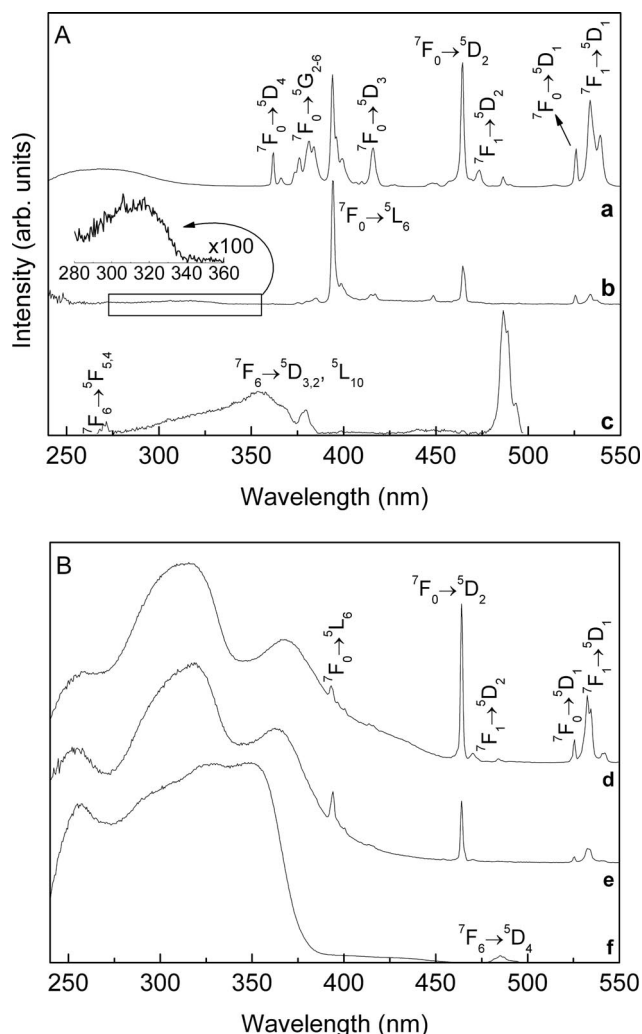 A
Intensity (arb. units)
⁷F₀→⁵D₄
⁷F₀→⁵G₂₋₆
⁷F₀→⁵D₃
⁷F₀→⁵D₂
⁷F₁→⁵D₂
⁷F₀→⁵D₁
⁷F₁→⁵D₁
a
⁷F₀→⁵L₆
x100
280 300 320 340 360
b
⁷F₆→⁵F₅,₄
⁷F₆→⁵D₃,₂, ⁵L₁₀
c
250 300 350 400 450 500 550
Wavelength (nm)
B
⁷F₀→⁵L₆
⁷F₀→⁵D₂
⁷F₁→⁵D₂
⁷F₀→⁵D₁
⁷F₁→⁵D₁
d
e
⁷F₆→⁵D₄
f
250 300 350 400 450 500 550
Wavelength (nm)